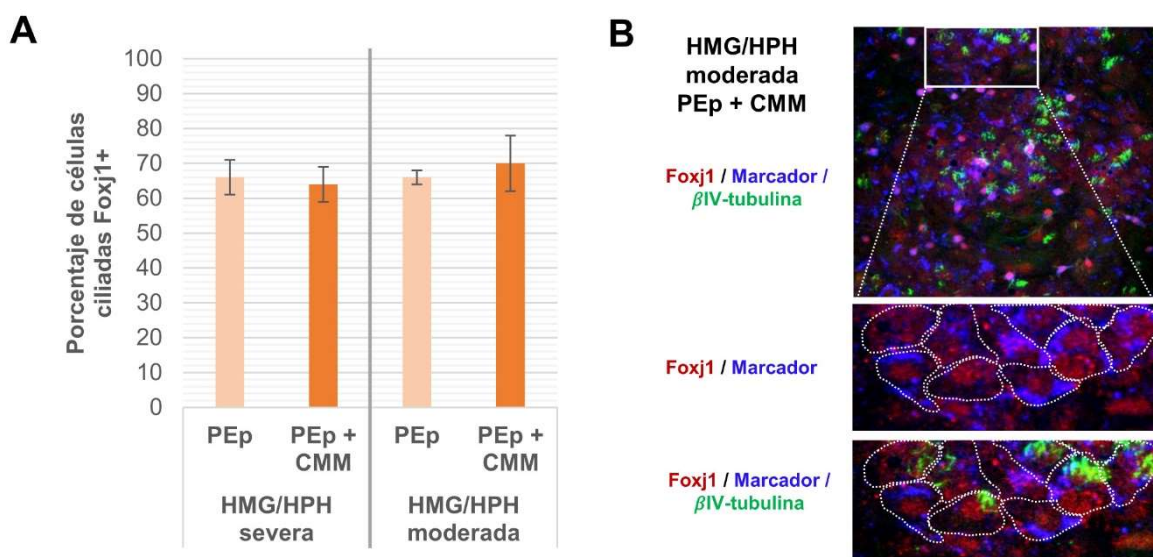 A
Porcentaje de células
ciliadas Foxj1+
100
90
80
70
60
50
40
30
20
10
0
PEp
PEp +
CMM
PEp
PEp +
CMM
HMG/HPH
severa
HMG/HPH
moderada
B
HMG/HPH
moderada
PEp + CMM
Foxj1 / Marcador /
βIV-tubulina
Foxj1 / Marcador
Foxj1 / Marcador /
βIV-tubulina